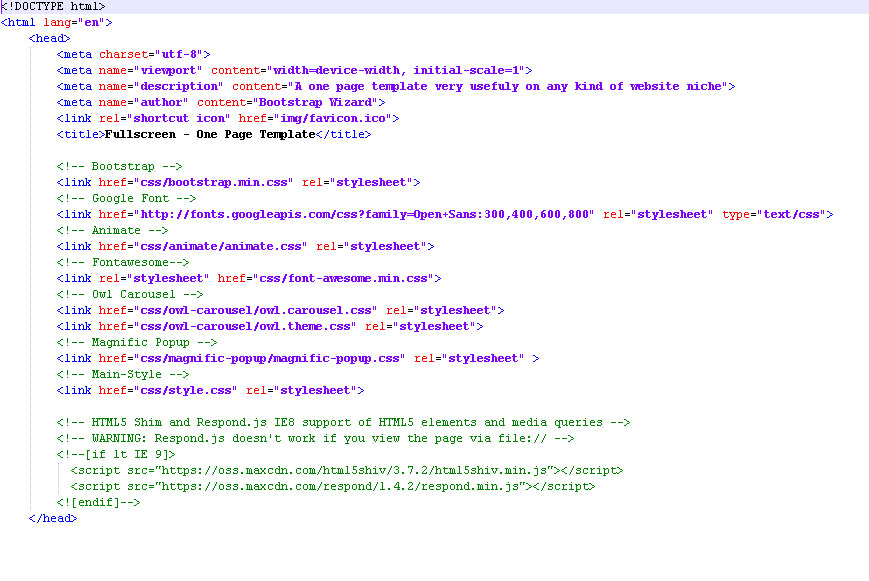 <!DOCTYPE html>
<html lang="en">
<head>
<meta charset="utf-8">
<meta name="viewport" content="width=device-width, initial-scale=1">
<meta name="description" content="A one page template very usefuly on any kind of website niche">
<meta name="author" content="Bootstrap Wizard">
<link rel="shortcut icon" href="img/favicon.ico">
<title>Fullscreen - One Page Template</title>
<!-- Bootstrap -->
<link href="css/bootstrap.min.css" rel="stylesheet">
<!-- Google Font -->
<link href="http://fonts.googleapis.com/css?family=Open+Sans:300,400,600,800" rel="stylesheet" type="text/css">
<!-- Animate -->
<link href="css/animate/animate.css" rel="stylesheet">
<!-- Fontawesome-->
<link rel="stylesheet" href="css/font-awesome.min.css">
<!-- Owl Carousel -->
<link href="css/owl-carousel/owl.carousel.css" rel="stylesheet">
<link href="css/owl-carousel/owl.theme.css" rel="stylesheet">
<!-- Magnific Popup -->
<link href="css/magnific-popup/magnific-popup.css" rel="stylesheet" >
<!-- Main-Style -->
<link href="css/style.css" rel="stylesheet">
<!-- HTML5 Shim and Respond.js IE8 support of HTML5 elements and media queries -->
<!-- WARNING: Respond.js doesn't work if you view the page via file:// -->
<!--[if lt IE 9]>
<script src="https://oss.maxcdn.com/html5shiv/3.7.2/html5shiv.min.js"></script>
<script src="https://oss.maxcdn.com/respond/1.4.2/respond.min.js"></script>
<![endif]-->
</head>